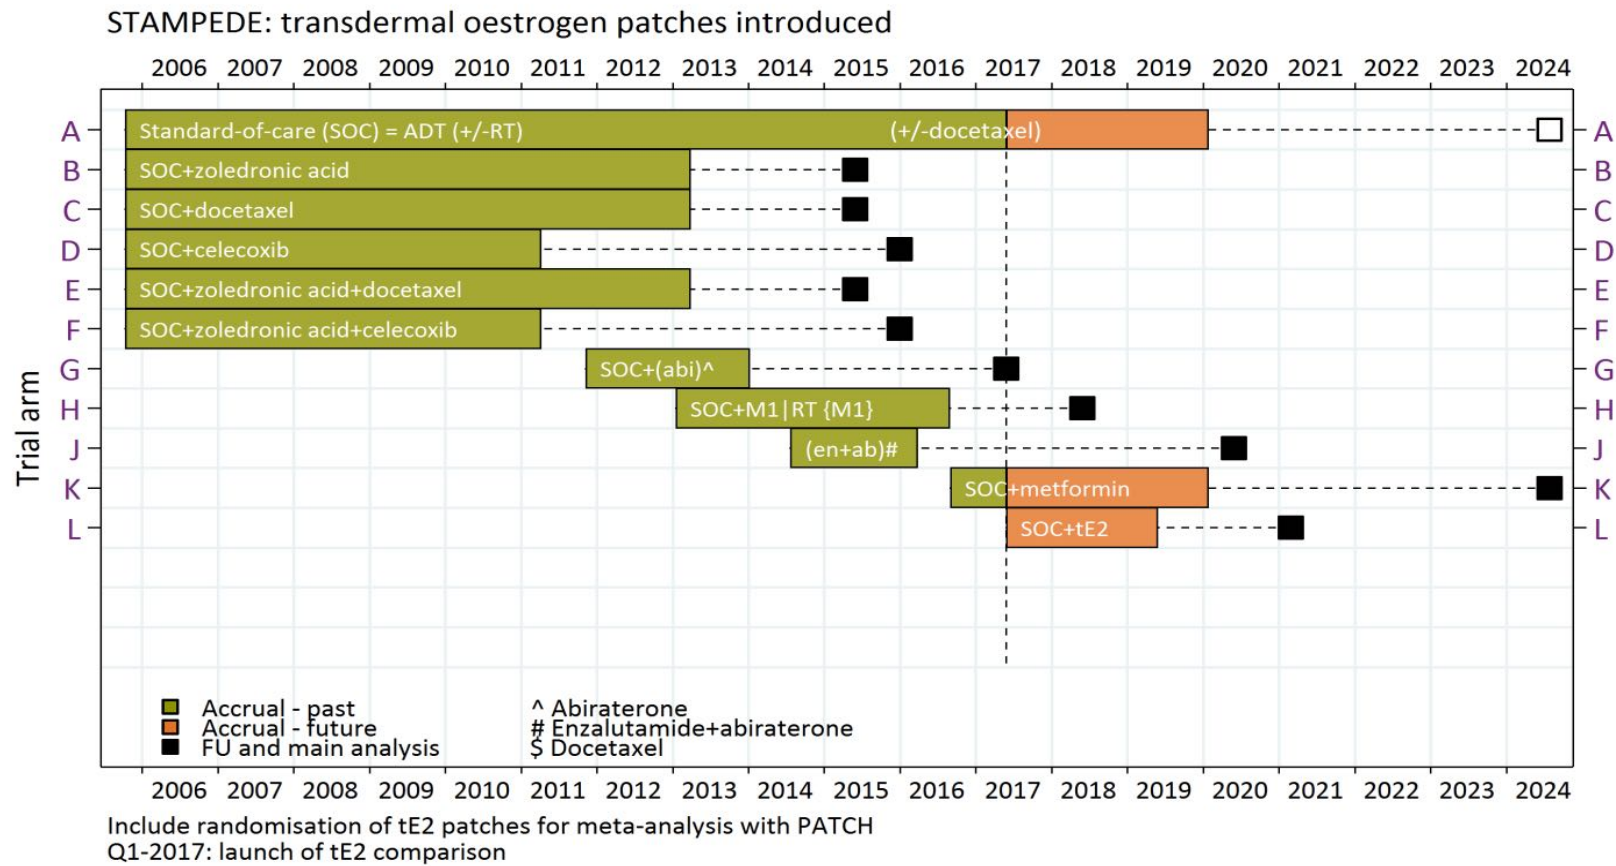 STAMPEDE: transdermal oestrogen patches introduced
2006 2007 2008 2009 2010 2011 2012 2013 2014 2015 2016 2017 2018 2019 2020 2021 2022 2023 2024
Trial arm
A Standard-of-care (SOC) = ADT (+/-RT) (+/-docetaxel) A
B SOC+zoledronic acid B
C SOC+docetaxel C
D SOC+celecoxib D
E SOC+zoledronic acid+docetaxel E
F SOC+zoledronic acid+celecoxib F
G SOC+(abi)^ G
H SOC+M1|RT {M1} H
J (en+ab)# J
K SOC+metformin K
L SOC+tE2 L
Accrual - past ^ Abiraterone
Accrual - future # Enzalutamide+abiraterone
FU and main analysis $ Docetaxel
2006 2007 2008 2009 2010 2011 2012 2013 2014 2015 2016 2017 2018 2019 2020 2021 2022 2023 2024
Include randomisation of tE2 patches for meta-analysis with PATCH
Q1-2017: launch of tE2 comparison